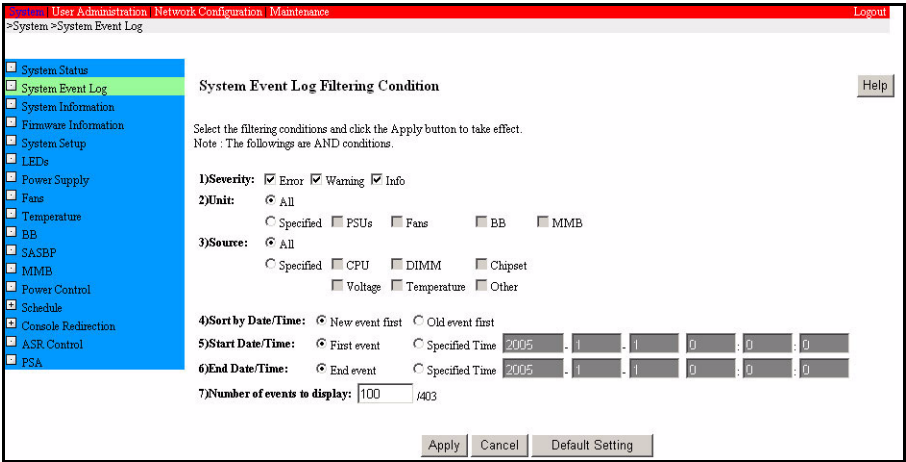 System User Administration Network Configuration Maintenance Logout
>System >System Event Log
System Status
System Event Log
System Information
Firmware Information
System Setup
LEDs
Power Supply
Fans
Temperature
BB
SASBP
MMB
Power Control
Schedule
Console Redirection
ASR Control
PSA
System Event Log Filtering Condition
Help
Select the filtering conditions and click the Apply button to take effect.
Note : The followings are AND conditions.
1)Severity: Error Warning Info
2)Unit: All
Specified PSUs Fans BB MMB
3)Source: All
Specified CPU DIMM Chipset
Voltage Temperature Other
4)Sort by Date/Time: New event first Old event first
5)Start Date/Time: First event Specified Time 2005 - 1 - 1 0 : 0 : 0
6)End Date/Time: End event Specified Time 2005 - 1 - 1 0 : 0 : 0
7)Number of events to display: 100 /403
Apply Cancel Default Setting